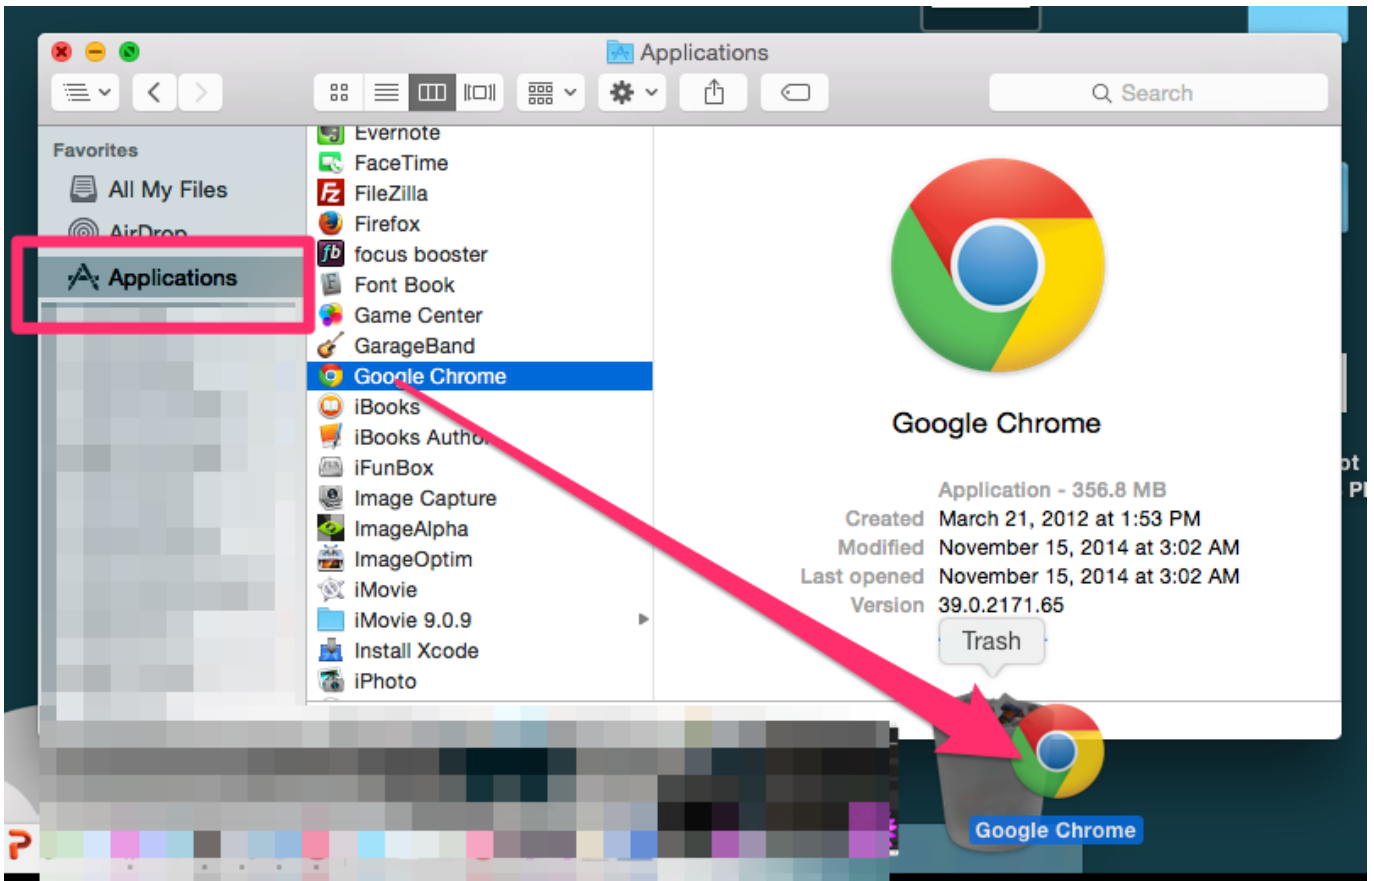 Applications
Search
Favorites
All My Files
AirDrop
Applications
Evernote
FaceTime
FileZilla
Firefox
focus booster
Font Book
Game Center
GarageBand
Google Chrome
iBooks
iBooks Author
iFunBox
Image Capture
ImageAlpha
ImageOptim
iMovie
iMovie 9.0.9
Install Xcode
iPhoto
Google Chrome
Application - 356.8 MB
Created March 21, 2012 at 1:53 PM
Modified November 15, 2014 at 3:02 AM
Last opened November 15, 2014 at 3:02 AM
Version 39.0.2171.65
Trash
Google Chrome